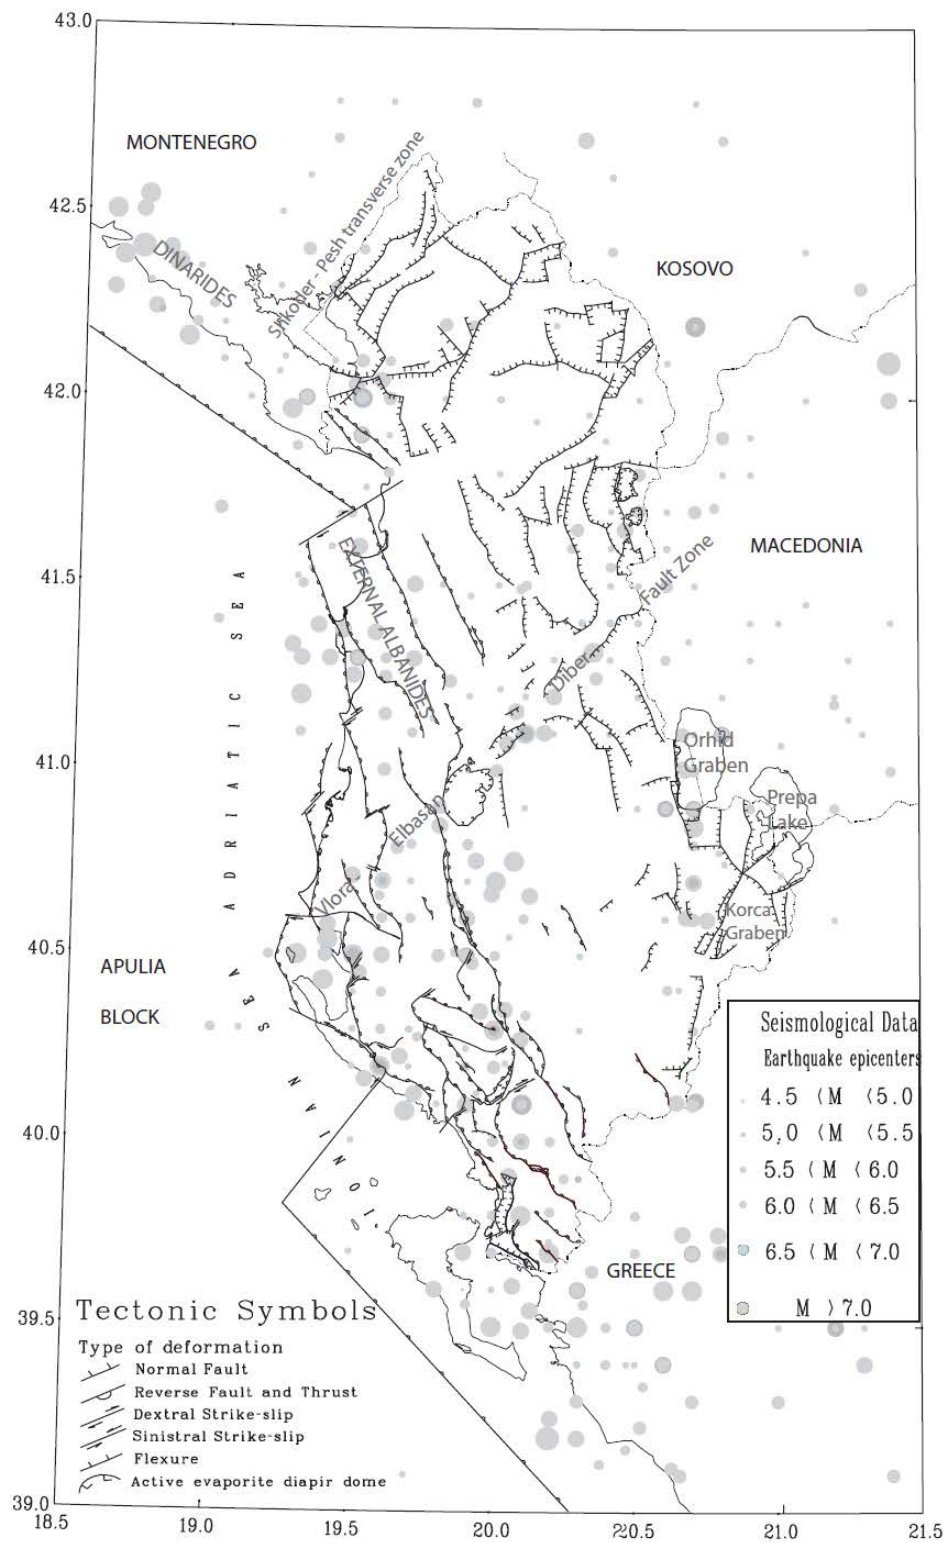 43.0
MONTENEGRO
Shkoder - Pesh transverse zone
42.5
DINARIDES
KOSOVO
42.0
MACEDONIA
Fault Zone
41.5
EXTERNAL ALBANIDES
ADRIATIC SEA
Diber
Orhid
Graben
41.0
Prepa
Lake
Elbasan
Vlora
Korca
Graben
40.5
APULIA
BLOCK
IONIAN SEA
Seismological Data
Earthquake epicenters
4.5 ⟨M ⟨5.0
5,0 ⟨M ⟨5.5
5.5 ⟨M ⟨6.0
6.0 ⟨M ⟨6.5
6.5 ⟨M ⟨7.0
M ⟩7.0
40.0
GREECE
Tectonic Symbols
39.5
Type of deformation
Normal Fault
Reverse Fault and Thrust
Dextral Strike-slip
Sinistral Strike-slip
Flexure
Active evaporite diapir dome
39.0
18.5 19.0 19.5 20.0 20.5 21.0 21.5